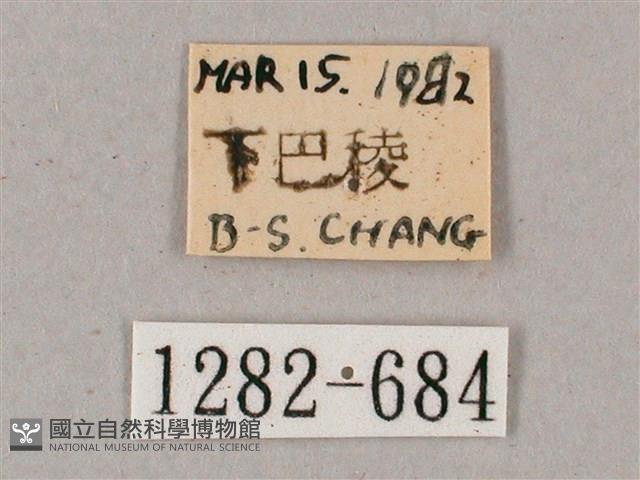 MAR 15. 1982
下巴稜
B-S. CHANG
1282-684
國立自然科學博物館
NATIONAL MUSEUM OF NATURAL SCIENCE